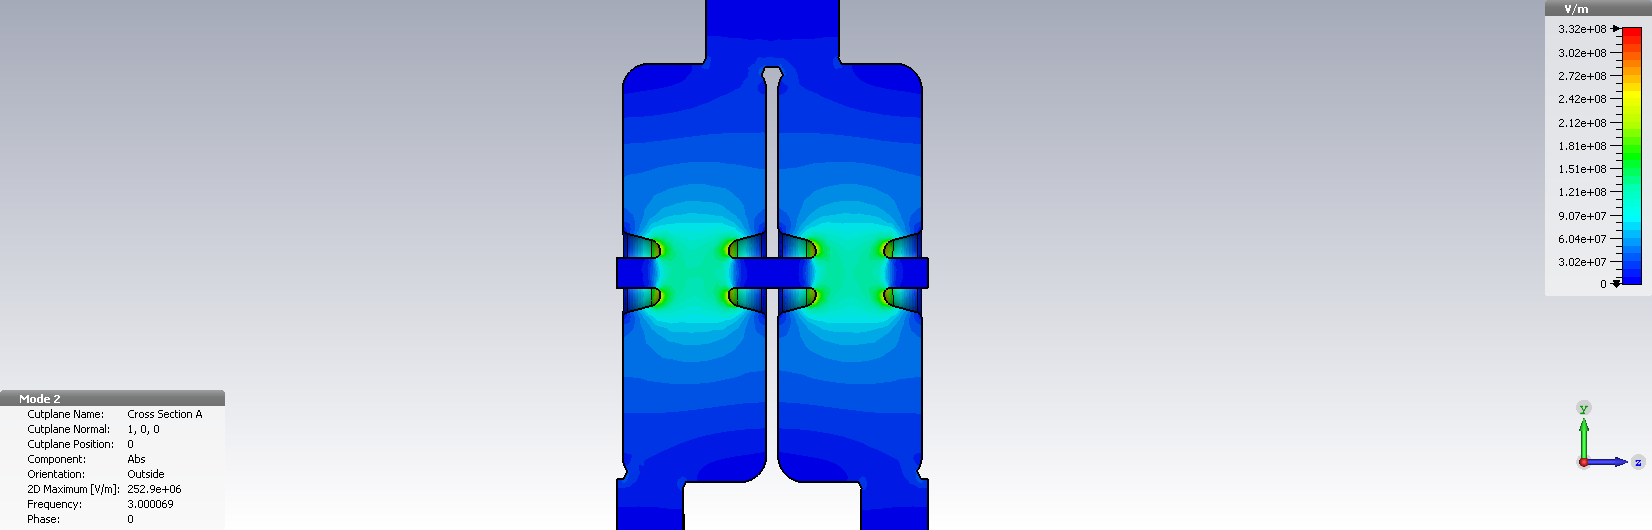 V/m
3.32e+08
3.02e+08
2.72e+08
2.42e+08
2.12e+08
1.81e+08
1.51e+08
1.21e+08
9.07e+07
6.04e+07
3.02e+07
0
Mode 2
Cutplane Name: Cross Section A
Cutplane Normal: 1, 0, 0
Cutplane Position: 0
Component: Abs
Orientation: Outside
2D Maximum [V/m]: 252.9e+06
Frequency: 3.000069
Phase: 0
y
z